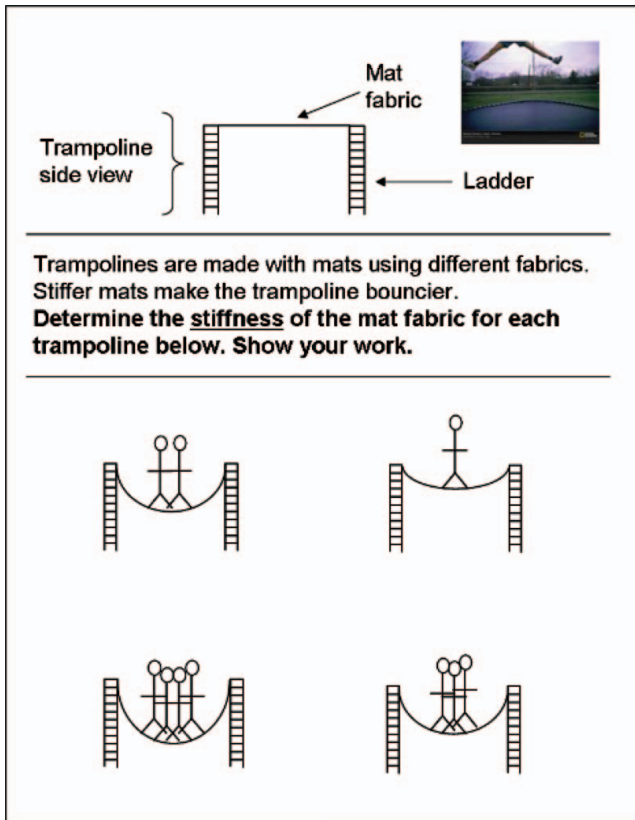 Mat
fabric
Trampoline
side view
Ladder
Trampolines are made with mats using different fabrics.
Stiffer mats make the trampoline bouncier.
Determine the stiffness of the mat fabric for each
trampoline below. Show your work.